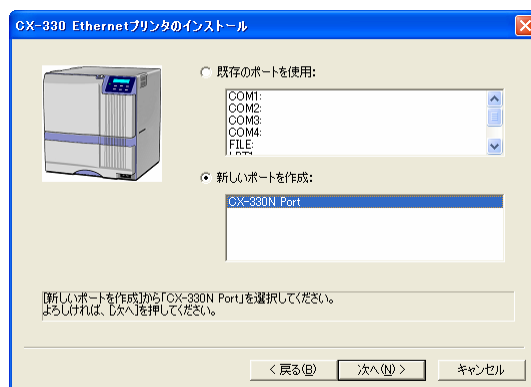 CX-330 Ethernetプリンタのインストール
既存のポートを使用:
COM1:
COM2:
COM3:
COM4:
FILE:
新しいポートを作成:
CX-330N Port
[新しいポートを作成]から「CX-330N Port」を選択してください。
よろしければ、[次へ]を押してください。
< 戻る(B)
次へ(N) >
キャンセル